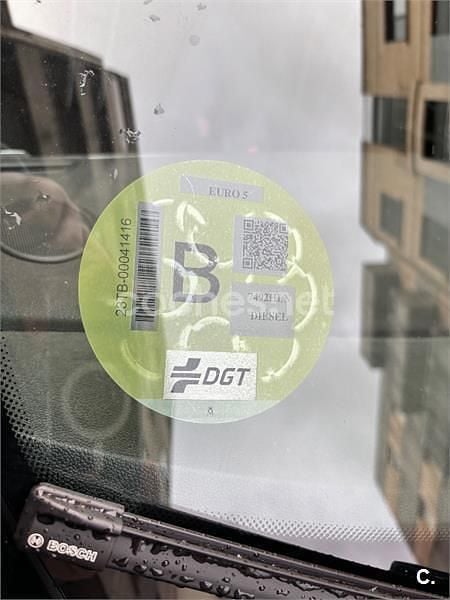 EURO 5
23TB-00041416
B
DIESEL
DGT
BOSCH
C.